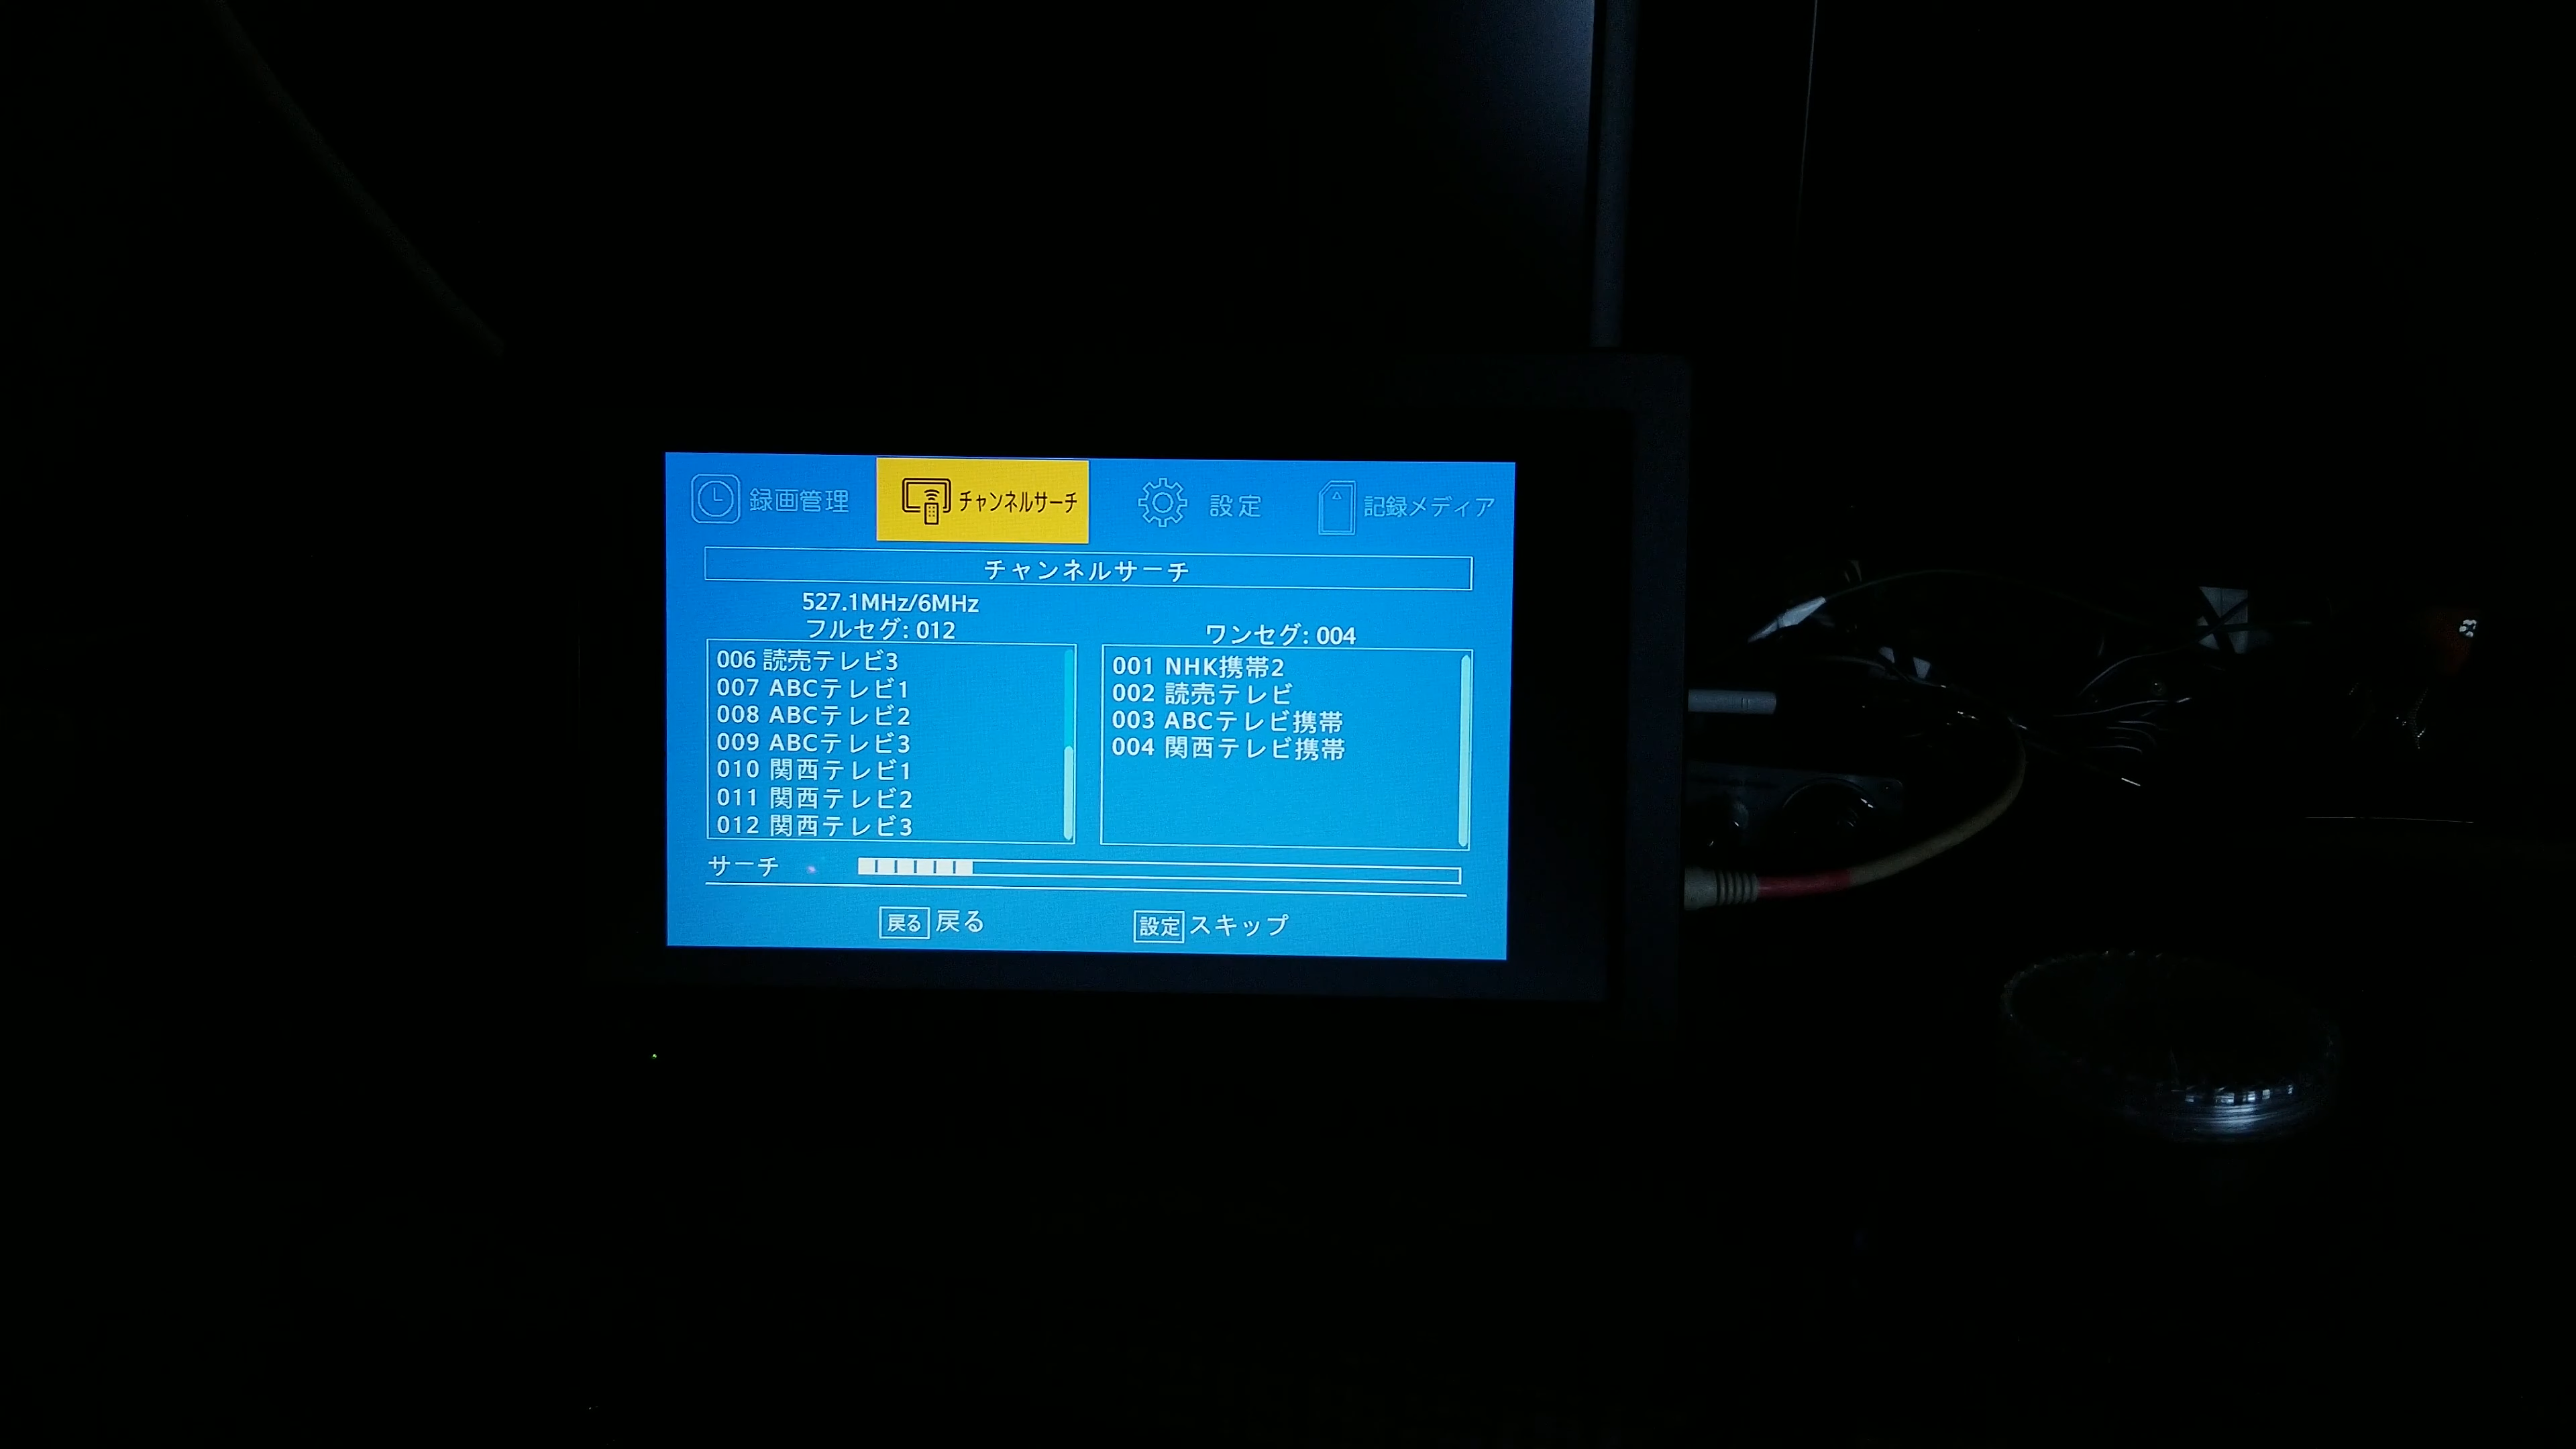 録画管理 チャンネルサーチ 設定 記録メディア
チャンネルサーチ
527.1MHz/6MHz
フルセグ: 012
006 読売テレビ3
007 ABCテレビ1
008 ABCテレビ2
009 ABCテレビ3
010 関西テレビ1
011 関西テレビ2
012 関西テレビ3
ワンセグ: 004
001 NHK携帯2
002 読売テレビ
003 ABCテレビ携帯
004 関西テレビ携帯
サーチ
戻る 戻る 設定 スキップ